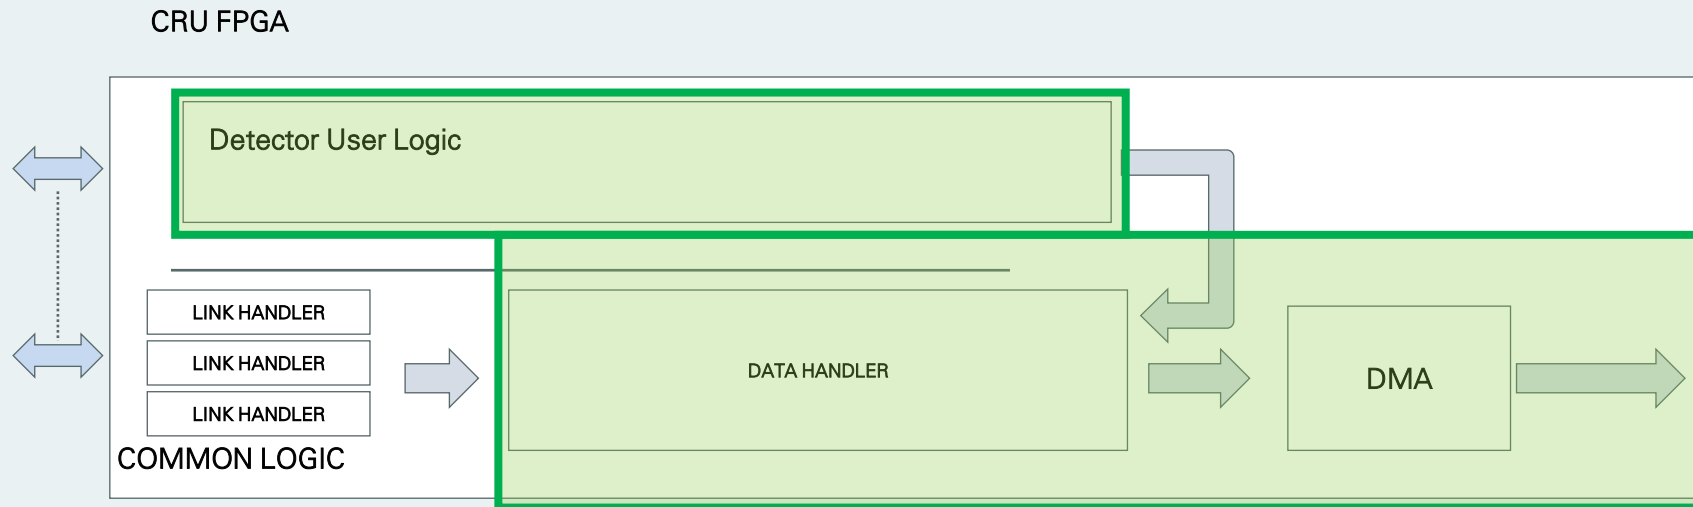 CRU FPGA
Detector User Logic
LINK HANDLER
LINK HANDLER
LINK HANDLER
DATA HANDLER
DMA
COMMON LOGIC